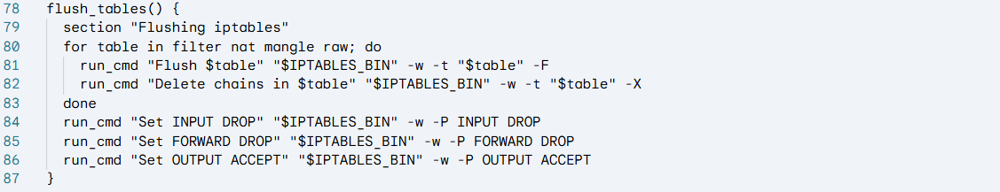 78 flush_tables() {
79   section "Flushing iptables"
80   for table in filter nat mangle raw; do
81     run_cmd "Flush $table" "$IPTABLES_BIN" -w -t "$table" -F
82     run_cmd "Delete chains in $table" "$IPTABLES_BIN" -w -t "$table" -X
83   done
84   run_cmd "Set INPUT DROP" "$IPTABLES_BIN" -w -P INPUT DROP
85   run_cmd "Set FORWARD DROP" "$IPTABLES_BIN" -w -P FORWARD DROP
86   run_cmd "Set OUTPUT ACCEPT" "$IPTABLES_BIN" -w -P OUTPUT ACCEPT
87 }